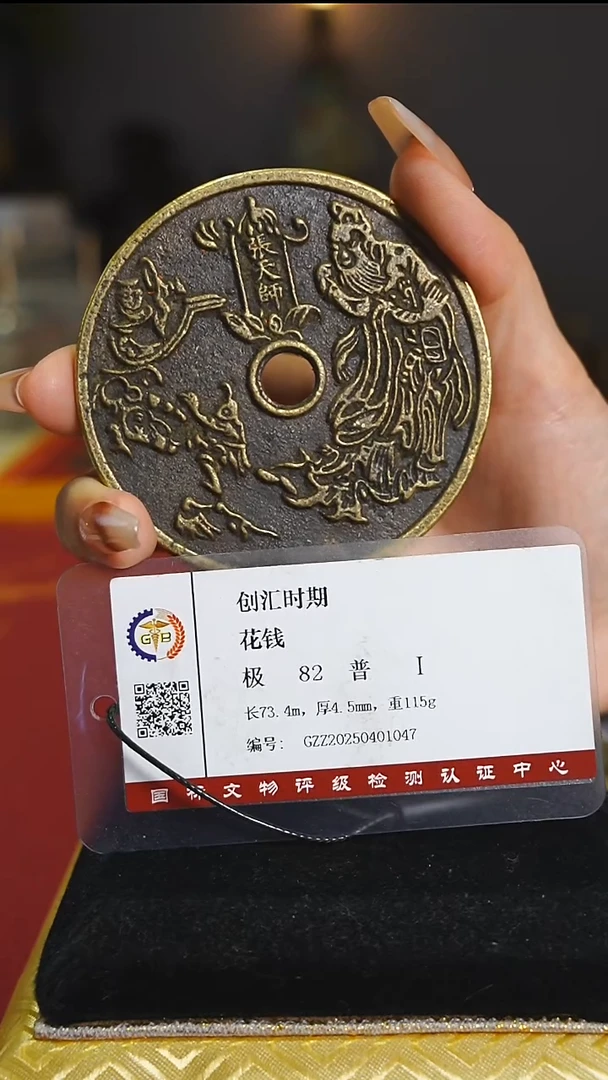 張天師
创汇时期
花钱
极 82 普 I
长73.4m，厚4.5mm，重115g
编号： GZZ20250401047
GB
国标文物评级检测认证中心